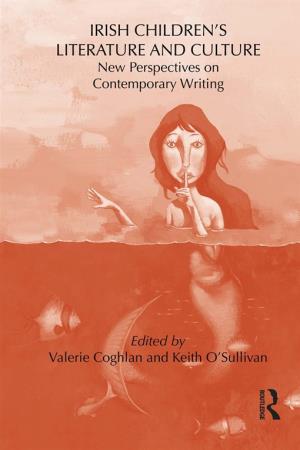 IRISH CHILDREN'S
LITERATURE AND CULTURE
New Perspectives on
Contemporary Writing
Edited by
Valerie Coghlan and Keith O'Sullivan
ROUTLEDGE